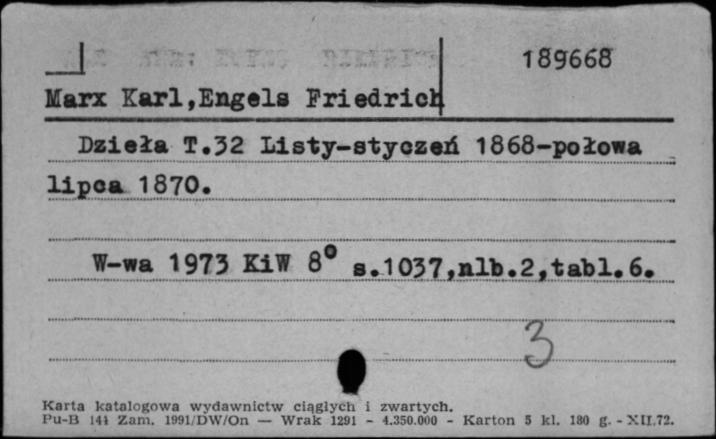 189668
Marx Karl,Engels Friedrich
Dzieła T.32 Listy-styczeń 1868-połowa
lipca 1870.
W-wa 1973 KiW 8° s.1037,nlb.2,tabl.6.
3
Karta katalogowa wydawnictw ciągłych i zwartych.
Pu-B 144 Zam. 1991/DW/On — Wrak 1291 - 4.350.000 - Karton 5 kl. 180 g. - XII.72.